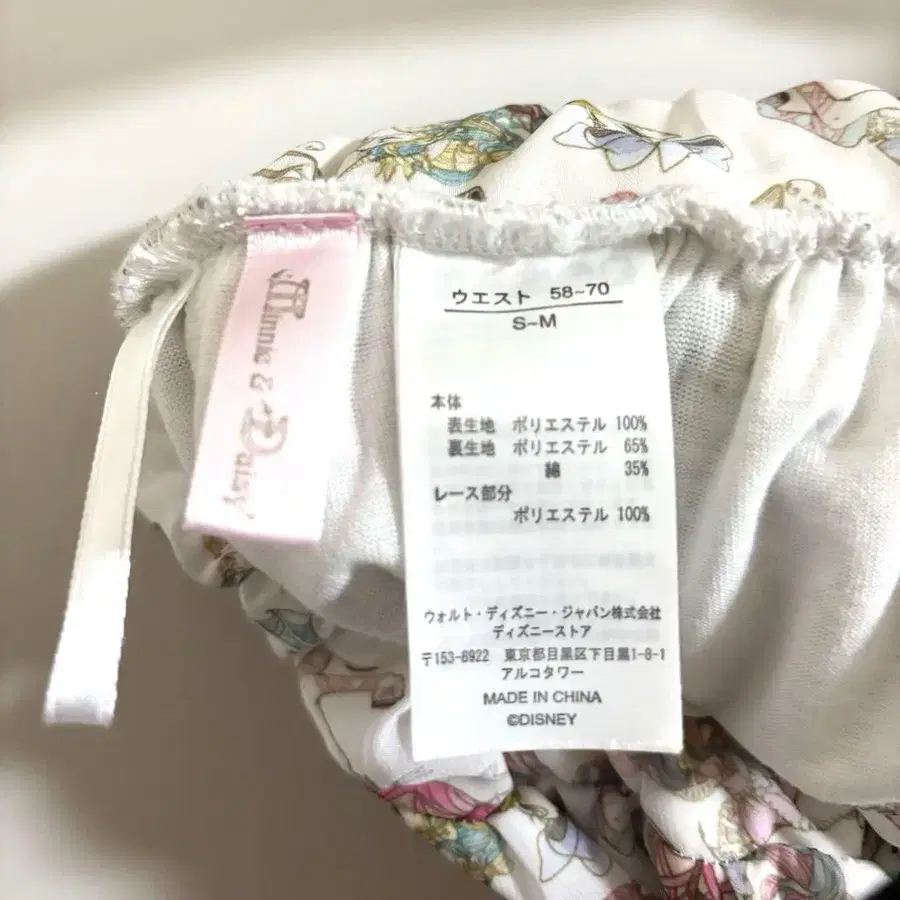 Minnie & Daisy
ウエスト 58~70
S~M
本体
表生地 ポリエステル 100%
裏生地 ポリエステル 65%
綿 35%
レース部分
ポリエステル 100%
ウォルト・ディズニー・ジャパン株式会社
ディズニーストア
〒153-6922 東京都目黒区下目黒1-8-1
アルコタワー
MADE IN CHINA
©DISNEY